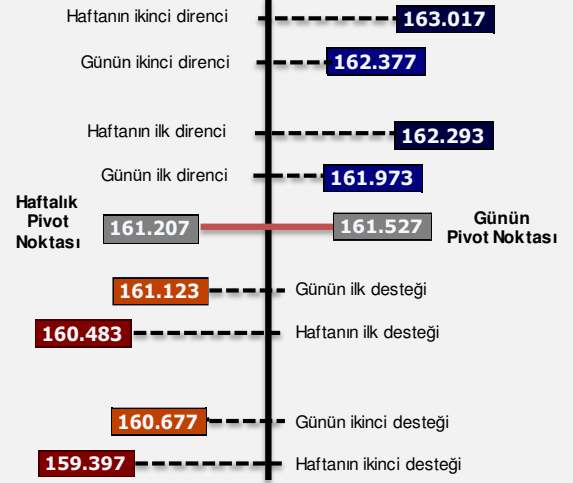 Haftanın ikinci direnci 163.017
Günün ikinci direnci 162.377
Haftanın ilk direnci 162.293
Günün ilk direnci 161.973
Haftalık
Pivot
Noktası
161.207 161.527
Günün
Pivot Noktası
161.123 Günün ilk desteği
160.483 Haftanın ilk desteği
160.677 Günün ikinci desteği
159.397 Haftanın ikinci desteği